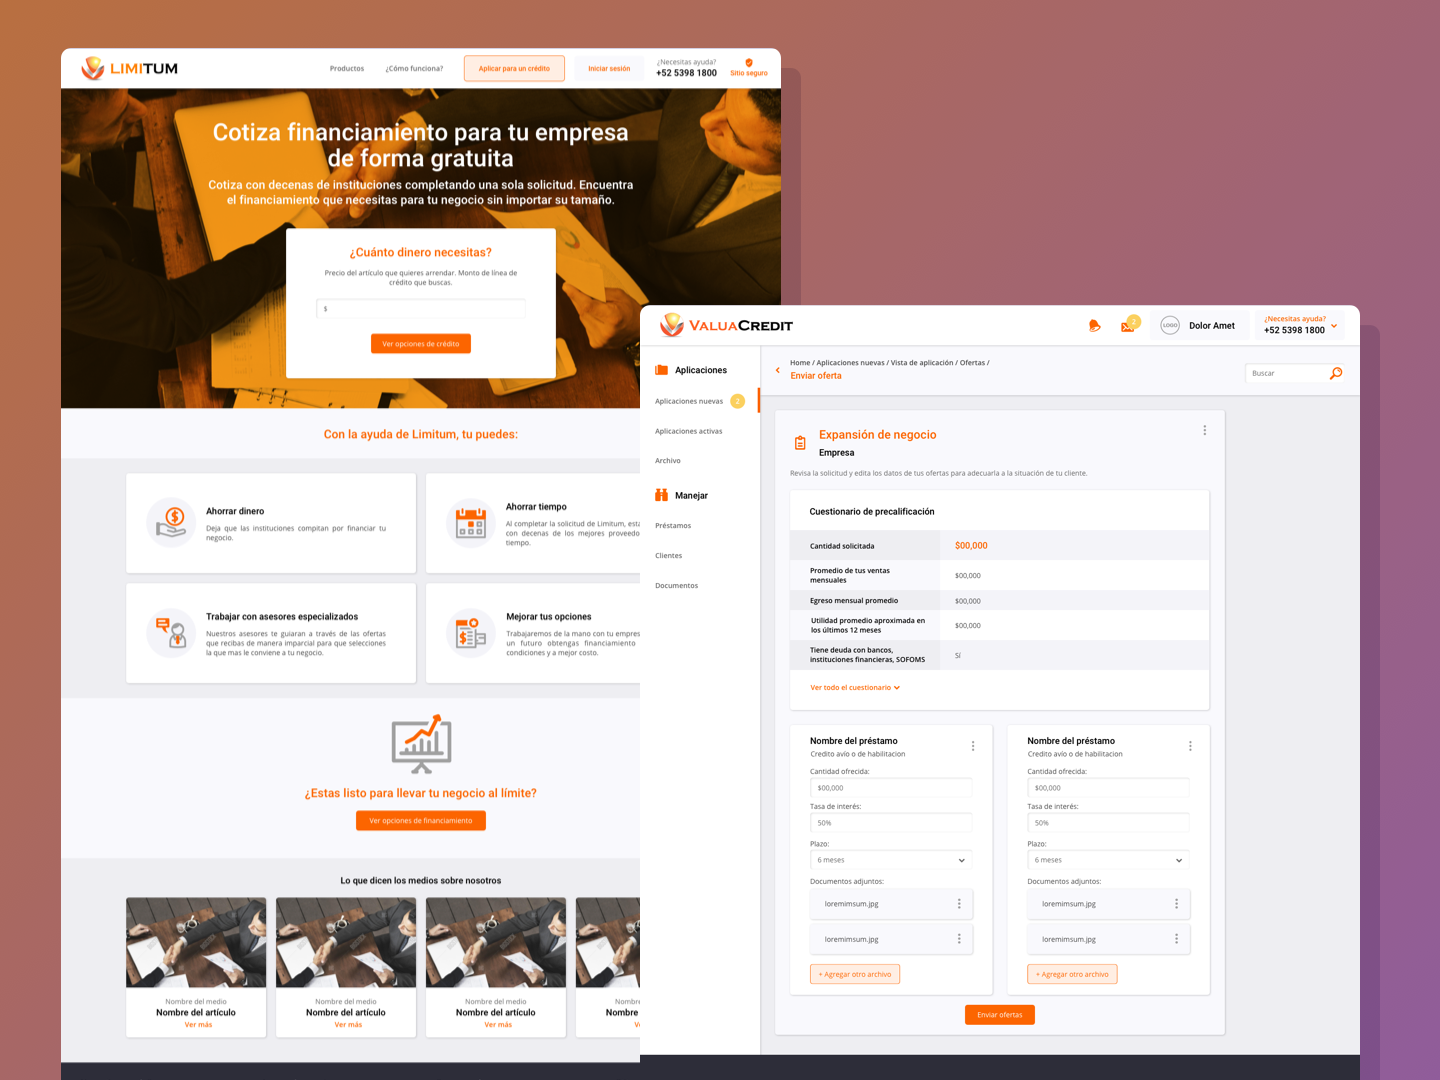 LIMITUM
Productos
¿Cómo funciona?
Aplicar para un crédito
Iniciar sesión
¿Necesitas ayuda?
+52 5398 1800
Sitio seguro
Cotiza financiamiento para tu empresa
de forma gratuita
Cotiza con decenas de instituciones completando una sola solicitud. Encuentra
el financiamiento que necesitas para tu negocio sin importar su tamaño.
¿Cuánto dinero necesitas?
Precio del artículo que quieres arrendar. Monto de línea de
crédito que buscas.
$
Ver opciones de crédito
Con la ayuda de Limitum, tu puedes:
Ahorrar dinero
Deja que las instituciones compitan por financiar tu
negocio.
Ahorrar tiempo
Al completar la solicitud de Limitum, está
con decenas de los mejores proveedo
tiempo.
Trabajar con asesores especializados
Nuestros asesores te guiaran a través de las ofertas
que recibas de manera imparcial para que selecciones
la que mas le conviene a tu negocio.
Mejorar tus opciones
Trabajaremos de la mano con tu empres
un futuro obtengas financiamiento
condiciones y a mejor costo.
¿Estas listo para llevar tu negocio al límite?
Ver opciones de financiamiento
Lo que dicen los medios sobre nosotros
Nombre del medio
Nombre del artículo
Ver más
Nombre del medio
Nombre del artículo
Ver más
Nombre del medio
Nombre del artículo
Ver más
Nombr
Nombre
V
VALUACREDIT
2
LOGO
Dolor Amet
¿Necesitas ayuda?
+52 5398 1800
Aplicaciones
Aplicaciones nuevas
2
Aplicaciones activas
Archivo
Manejar
Préstamos
Clientes
Documentos
Home / Aplicaciones nuevas / Vista de aplicación / Ofertas /
Enviar oferta
Buscar
Expansión de negocio
Empresa
Revisa la solicitud y edita los datos de tus ofertas para adecuarla a la situación de tu cliente.
Cuestionario de precalificación
Cantidad solicitada
$00,000
Promedio de tus ventas
mensuales
$00,000
Egreso mensual promedio
$00,000
Utilidad promedio aproximada en
los últimos 12 meses
$00,000
Tiene deuda con bancos,
instituciones financieras, SOFOMS
Sí
Ver todo el cuestionario
Nombre del préstamo
Credito avío o de habilitacion
Cantidad ofrecida:
$00,000
Tasa de interés:
50%
Plazo:
6 meses
Documentos adjuntos:
loremimsum.jpg
loremimsum.jpg
+ Agregar otro archivo
Nombre del préstamo
Credito avío o de habilitacion
Cantidad ofrecida:
$00,000
Tasa de interés:
50%
Plazo:
6 meses
Documentos adjuntos:
loremimsum.jpg
loremimsum.jpg
+ Agregar otro archivo
Enviar ofertas